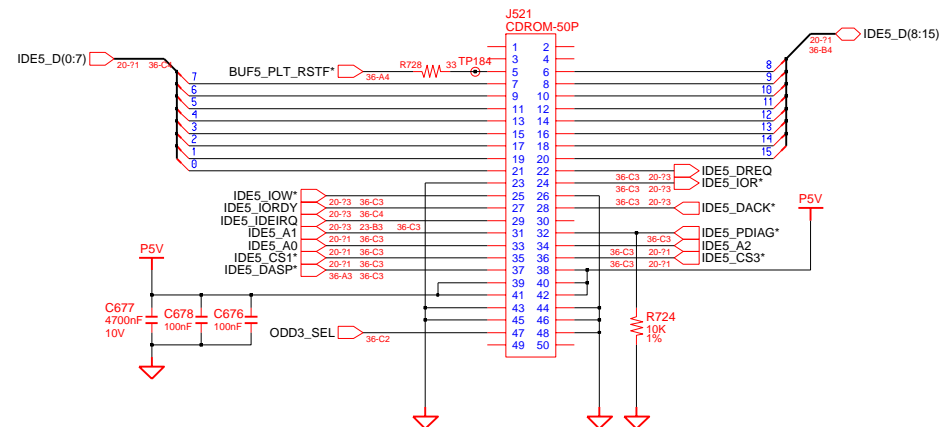 J521
CDROM-50P
IDE5_D(0:7)
20-?1 36-C4
IDE5_D(8:15)
20-?1
36-B4
BUF5_PLT_RSTF*
36-A4
R728 33 TP184
1 2
3 4
5 6 8
7 7 8 9
6 9 10 10
5 11 12 11
4 13 14 12
3 15 16 13
2 17 18 14
1 19 20 15
0 21 22 IDE5_DREQ
36-C3 20-?3
23 24 IDE5_IOR*
36-C3 20-?3
IDE5_IOW* 25 26
20-?3 36-C3
IDE5_IORDY 27 28 36-C3 20-?3 IDE5_DACK*
20-?3 36-C4
IDE5_IDEIRQ 29 30
20-?3 23-B3 36-C3
IDE5_A1 31 32 IDE5_PDIAG*
20-?1 36-C3
36-C3
IDE5_A0 33 34 IDE5_A2
20-?1 36-C3
36-C3 20-?1
IDE5_CS1* 35 36 IDE5_CS3*
20-?1 36-C3
36-C3 20-?1
IDE5_DASP* 37 38
36-A3 36-C3
P5V
P5V
39 40
41 42
43 44
45 46
ODD3_SEL 47 48
36-C2
49 50
C677
4700nF
10V
C678
100nF
C676
100nF
R724
10K
1%